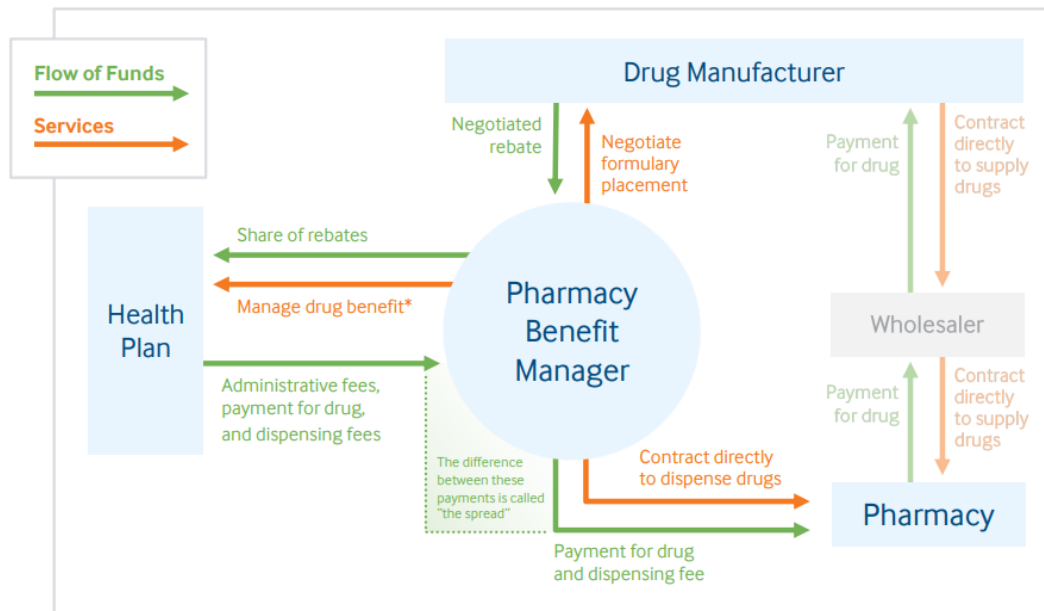 Flow of Funds
Services
Drug Manufacturer
Negotiated
rebate
Negotiate
formulary
placement
Payment
for drug
Contract
directly
to supply
drugs
Share of rebates
Manage drug benefit*
Health
Plan
Pharmacy
Benefit
Manager
Wholesaler
Administrative fees,
payment for drug,
and dispensing fees
Payment
for drug
Contract
directly
to supply
drugs
The difference
between these
payments is called
"the spread"
Contract directly
to dispense drugs
Pharmacy
Payment for drug
and dispensing fee